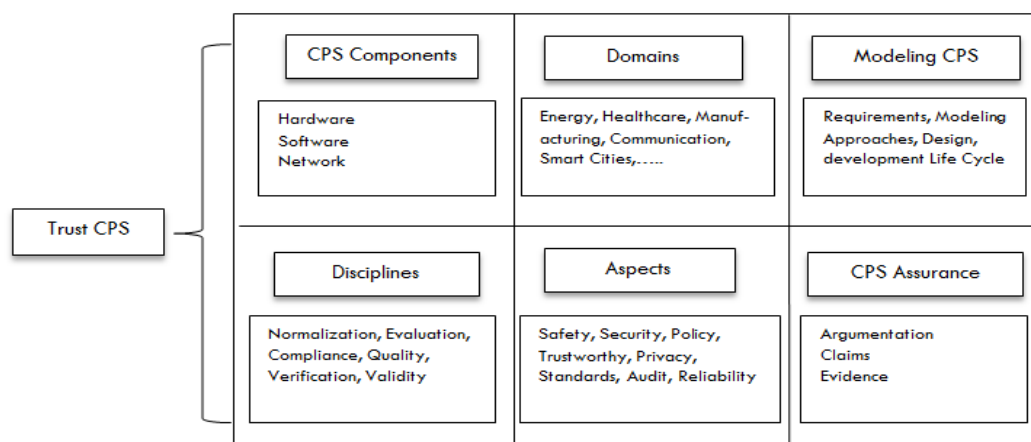 Trust CPS
CPS Components
Hardware
Software
Network
Domains
Energy, Healthcare, Manuf-
acturing, Communication,
Smart Cities,.....
Modeling CPS
Requirements, Modeling
Approaches, Design,
development Life Cycle
Disciplines
Normalization, Evaluation,
Compliance, Quality,
Verification, Validity
Aspects
Safety, Security, Policy,
Trustworthy, Privacy,
Standards, Audit, Reliability
CPS Assurance
Argumentation
Claims
Evidence